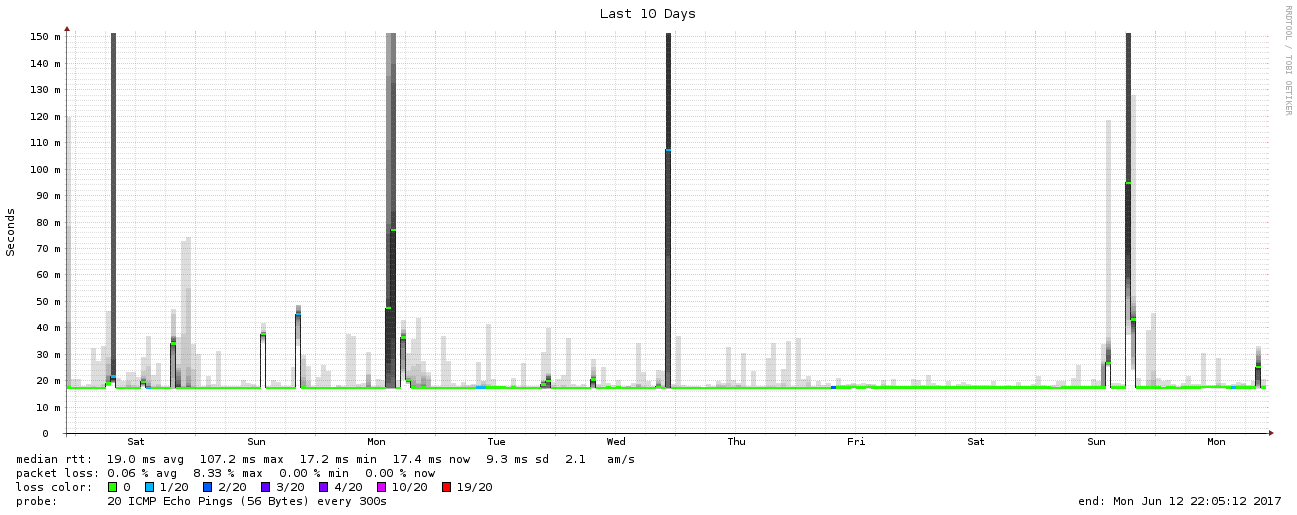 Last 10 Days
RRDTOOL / TOBI OETIKER
Seconds
150 m
140 m
130 m
120 m
110 m
100 m
90 m
80 m
70 m
60 m
50 m
40 m
30 m
20 m
10 m
0
Sat Sun Mon Tue Wed Thu Fri Sat Sun Mon
median rtt: 19.0 ms avg 107.2 ms max 17.2 ms min 17.4 ms now 9.3 ms sd 2.1 am/s
packet loss: 0.06 % avg 8.33 % max 0.00 % min 0.00 % now
loss color: 0 1/20 2/20 3/20 4/20 10/20 19/20
probe: 20 ICMP Echo Pings (56 Bytes) every 300s end: Mon Jun 12 22:05:12 2017